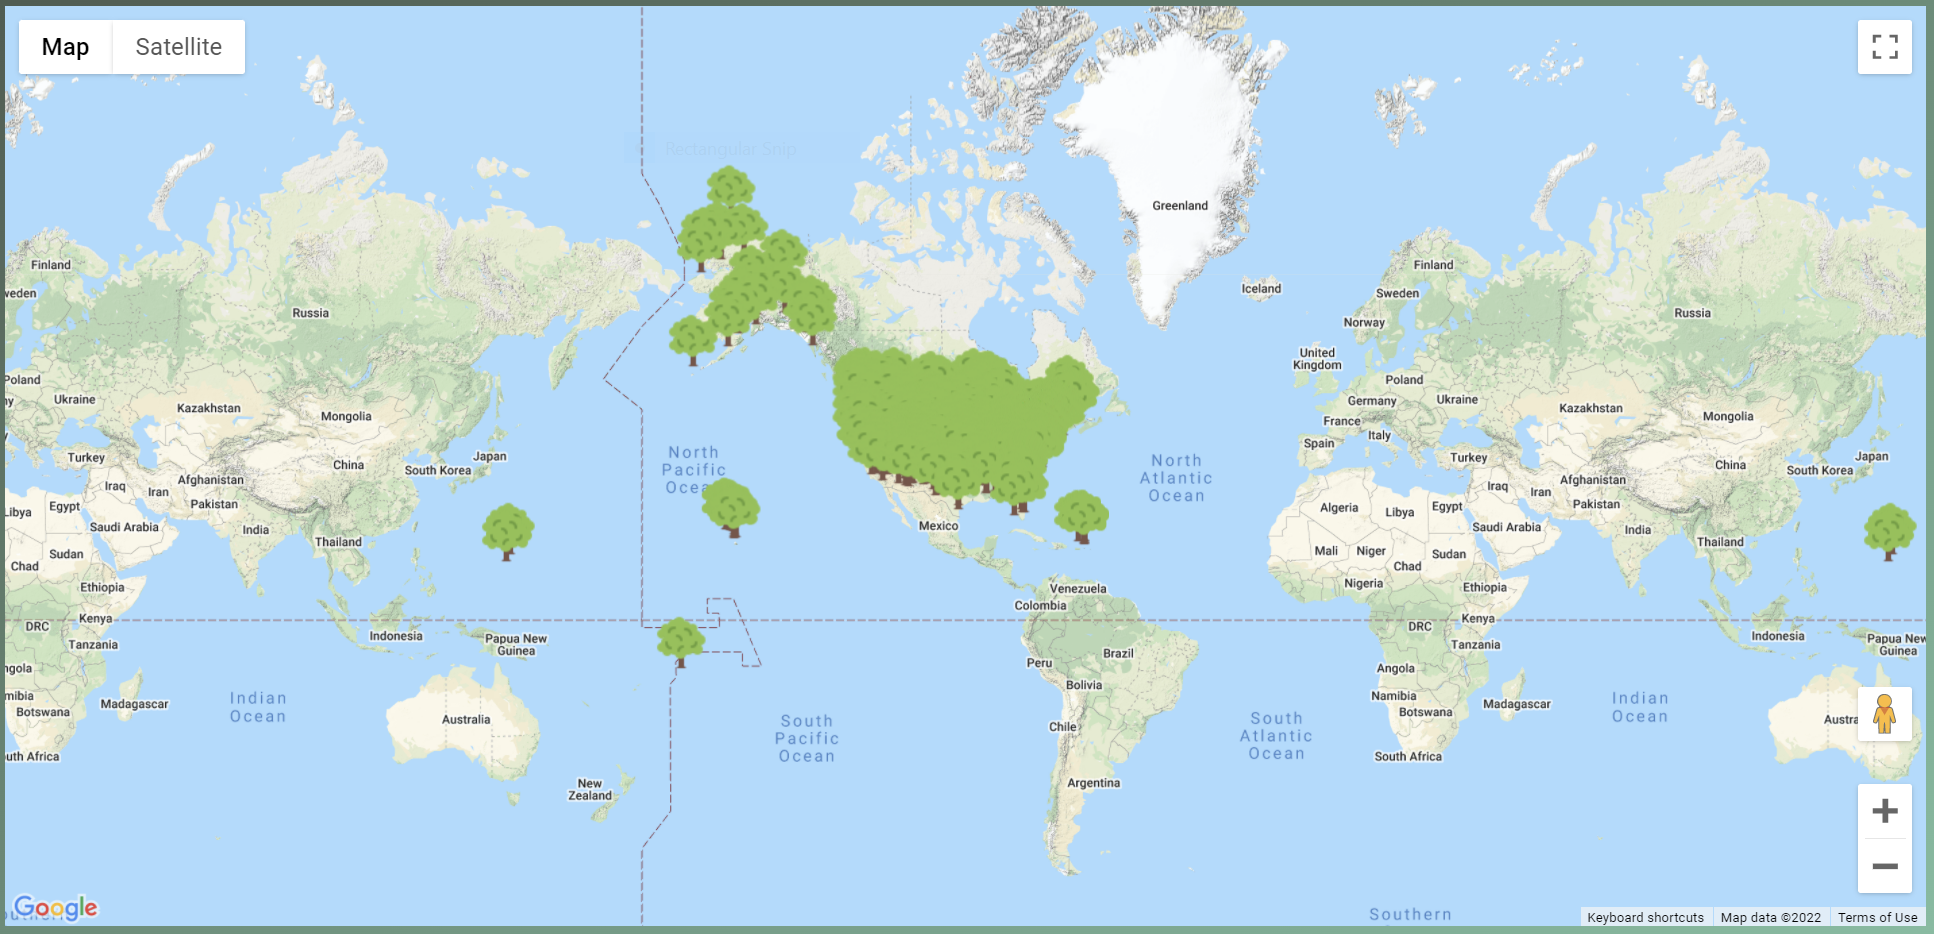 Map
Satellite
Rectangular Snip
Greenland
Finland
Sweden
Iceland
Finland
Russia
Sweden
Russia
Norway
United
Kingdom
Poland
Poland
Ukraine
Kazakhstan
Mongolia
Germany
Ukraine
Kazakhstan
Mongolia
France
Italy
Spain
Turkey
Japan
China
South Korea
North
Pacific
Ocea
North
Atlantic
Ocean
Turkey
Japan
China
South Korea
Iraq
Iran
Afghanistan
Pakistan
Iraq
Iran
Afghanistan
Pakistan
Libya
Egypt
Saudi Arabia
India
Thailand
Mexico
Algeria
Libya
Egypt
Saudi Arabia
India
Thailand
Sudan
Chad
Ethiopia
Mali
Niger
Chad
Sudan
Nigeria
Ethiopia
Venezuela
Colombia
DRC
Kenya
Tanzania
Indonesia
Papua New
Guinea
DRC
Kenya
Tanzania
Indonesia
Papua New
Guinea
ngola
Peru
Brazil
Bolivia
Angola
mibia
Botswana
Madagascar
Namibia
Botswana
Madagascar
Indian
Ocean
Australia
South
Pacific
Ocean
Chile
South
Atlantic
Ocean
Indian
Ocean
Austra
uth Africa
South Africa
New
Zealand
Argentina
Google
Southern
Keyboard shortcuts
Map data ©2022
Terms of Use